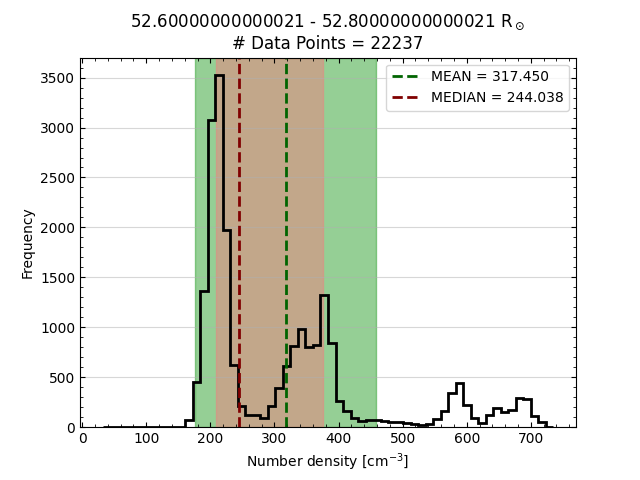 52.60000000000021 - 52.80000000000021 R⊙
# Data Points = 22237
MEAN = 317.450
MEDIAN = 244.038
3500
3000
2500
2000
1500
1000
500
0
Frequency
0 100 200 300 400 500 600 700
Number density [cm⁻³]